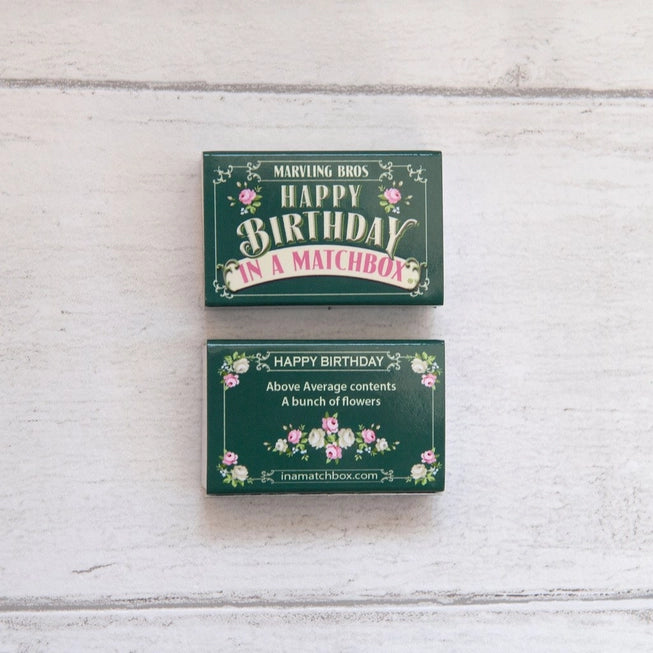 MARVLING BROS
HAPPY
BIRTHDAY
IN A MATCHBOX
HAPPY BIRTHDAY
Above Average contents
A bunch of flowers
inamatchbox.com